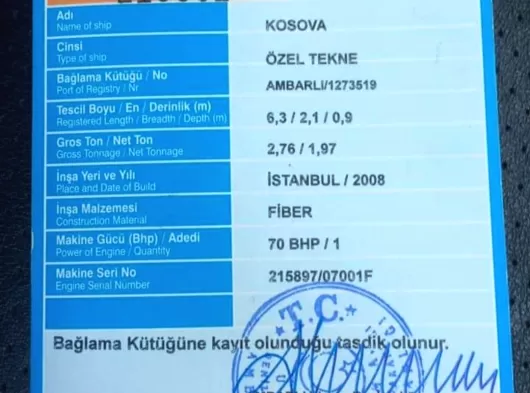 Adı
Name of ship
KOSOVA
Cinsi
Type of ship
ÖZEL TEKNE
Bağlama Kütüğü / No
Port of Registry / Nr
AMBARLI/1273519
Tescil Boyu / En / Derinlik (m)
Registered Length / Breadth / Depth (m)
6,3 / 2,1 / 0,9
Gros Ton / Net Ton
Gross Tonnage / Net Tonnage
2,76 / 1,97
İnşa Yeri ve Yılı
Place and Date of Build
İSTANBUL / 2008
İnşa Malzemesi
Construction Material
FİBER
Makine Gücü (Bhp) / Adedi
Power of Engine / Quantity
70 BHP / 1
Makine Seri No
Engine Serial Number
215897/07001F
T.C.
Bağlama Kütüğüne kayıt olunduğu tasdik olunur.